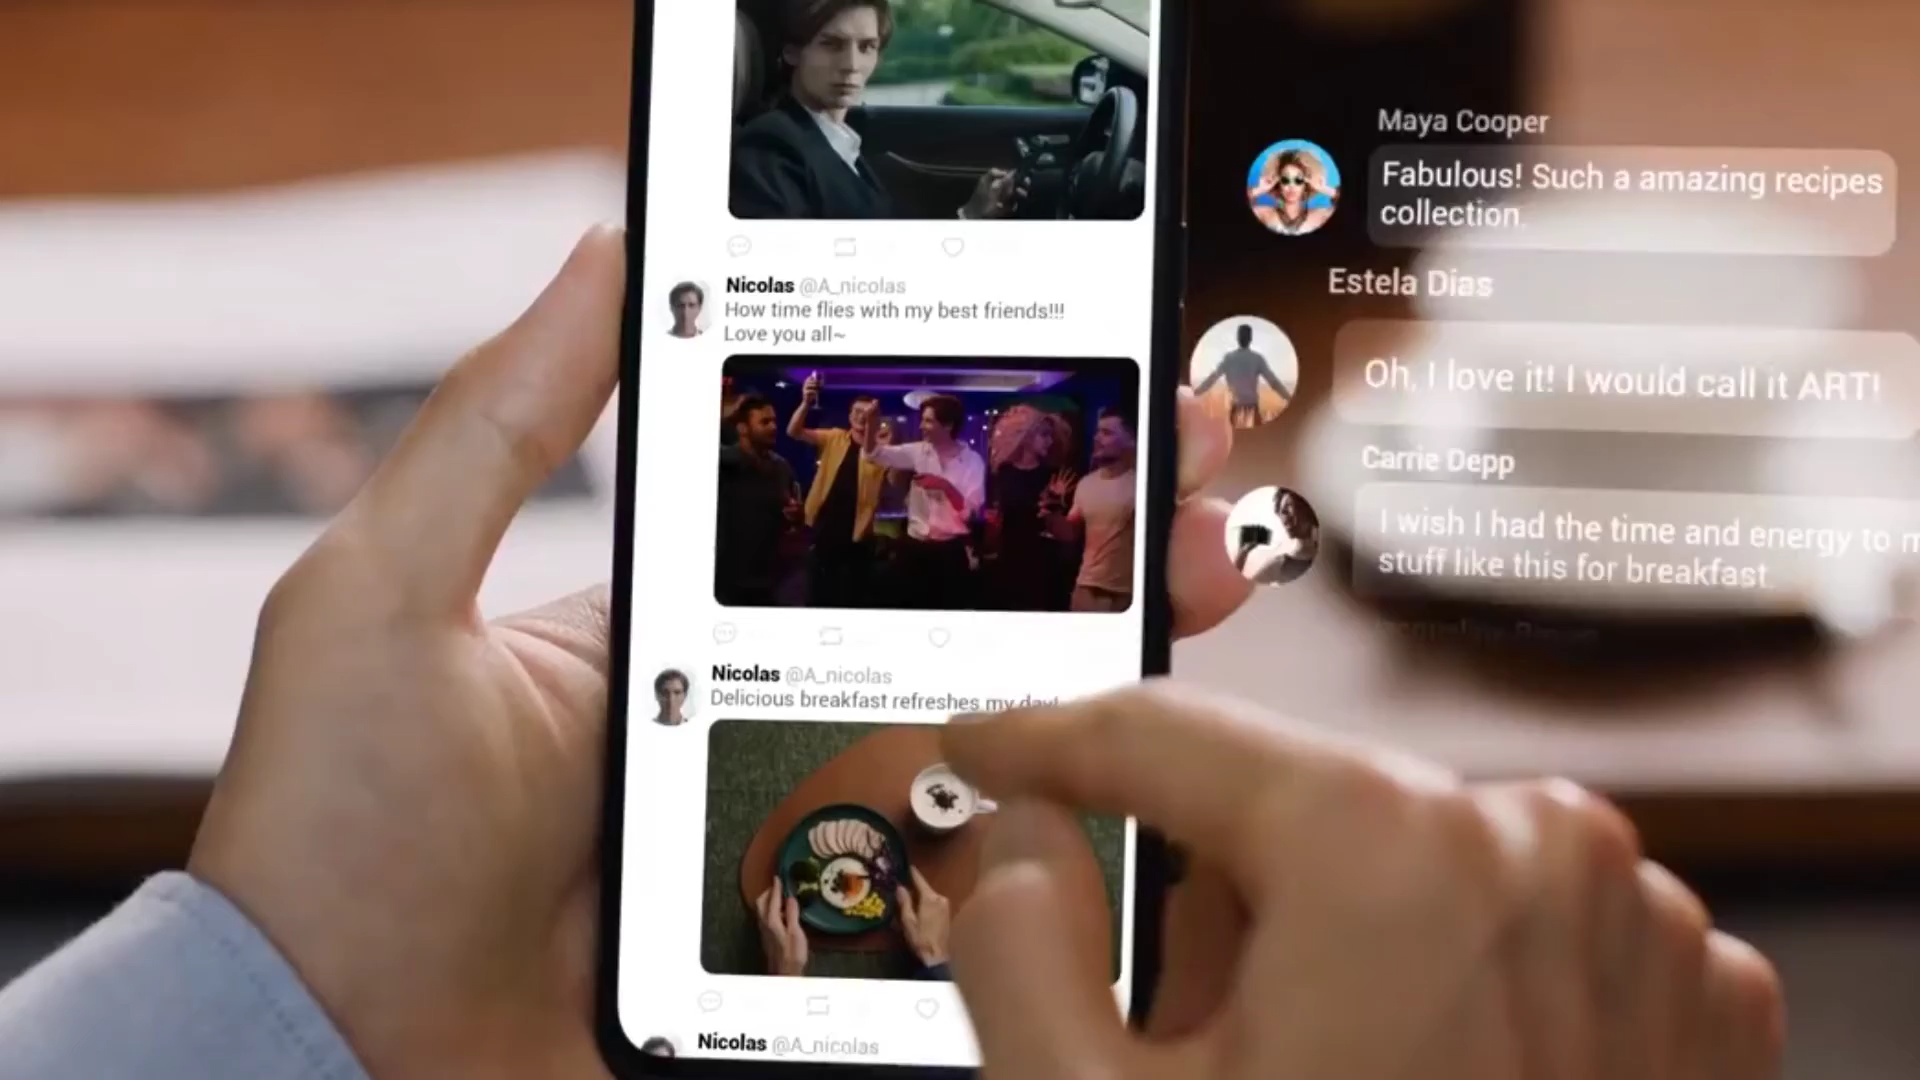 Nicolas @A_nicolas
How time flies with my best friends!!!
Love you all~
Nicolas @A_nicolas
Delicious breakfast refreshes my day!
Nicolas @A_nicolas
Maya Cooper
Fabulous! Such a amazing recipes
collection.
Estela Dias
Oh, I love it! I would call it ART!
Carrie Depp
I wish I had the time and energy to
stuff like this for breakfast.